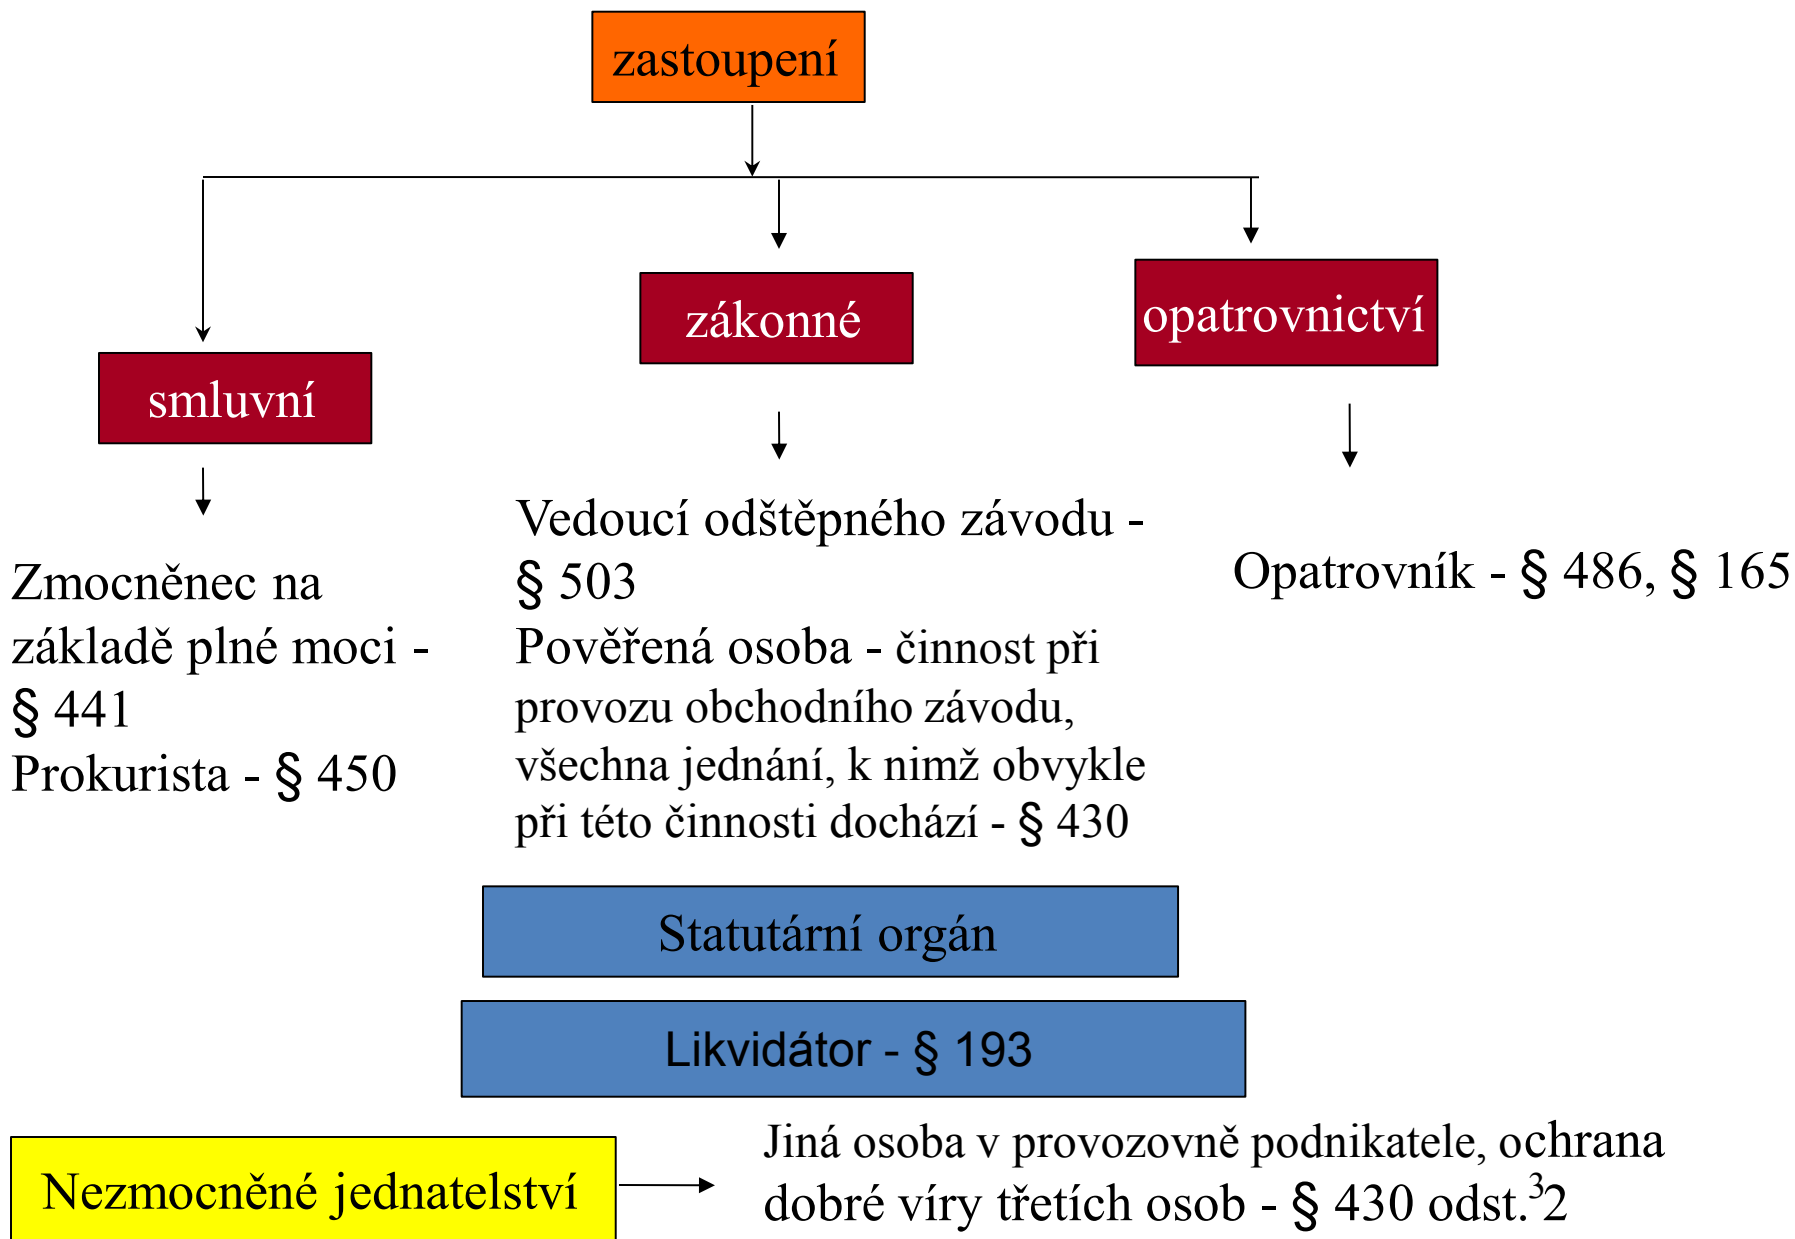 zastoupení
smluvní
zákonné
opatrovnictví
Zmocněnec na
základě plné moci -
§ 441
Prokurista - § 450
Vedoucí odštěpného závodu -
§ 503
Pověřená osoba - činnost při
provozu obchodního závodu,
všechna jednání, k nimž obvykle
při této činnosti dochází - § 430
Opatrovník - § 486, § 165
Statutární orgán
Likvidátor - § 193
Nezmocněné jednatelství
Jiná osoba v provozovně podnikatele, ochrana
dobré víry třetích osob - § 430 odst. 2
3